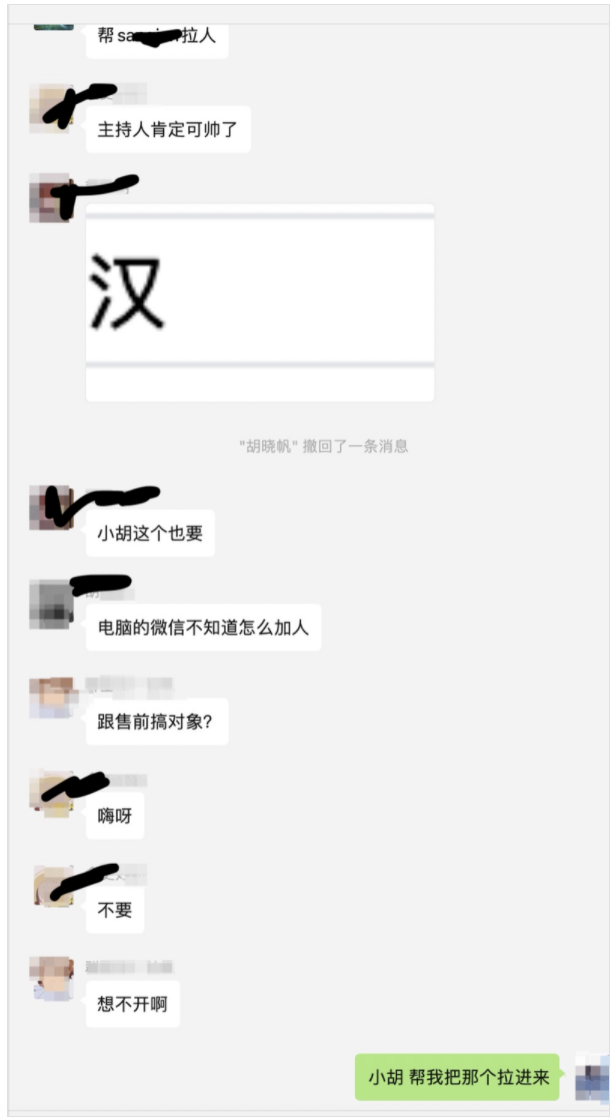 帮sa拉人
主持人肯定可帅了
汉
"胡晓帆" 撤回了一条消息
小胡这个也要
电脑的微信不知道怎么加人
跟售前搞对象?
嗨呀
不要
想不开啊
小胡 帮我把那个拉进来